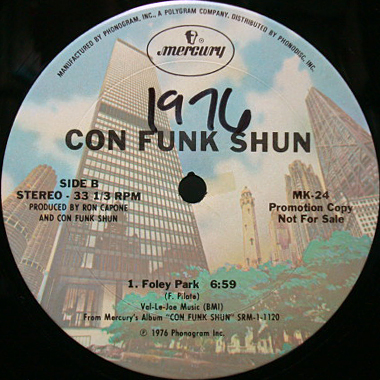 MANUFACTURED BY PHONOGRAM, INC., A POLYGRAM COMPANY. DISTRIBUTED BY PHONODISC, INC.
mercury
1976
CON FUNK SHUN
SIDE B
STEREO - 33 1/3 RPM
PRODUCED BY RON CAPONE
AND CON FUNK SHUN
MK-24
Promotion Copy
Not For Sale
1. Foley Park 6:59
(F. Pilate)
Val-Le-Joe Music (BMI)
From Mercury's Album "CON FUNK SHUN" SRM-1-1120
Ⓟ 1976 Phonogram Inc.